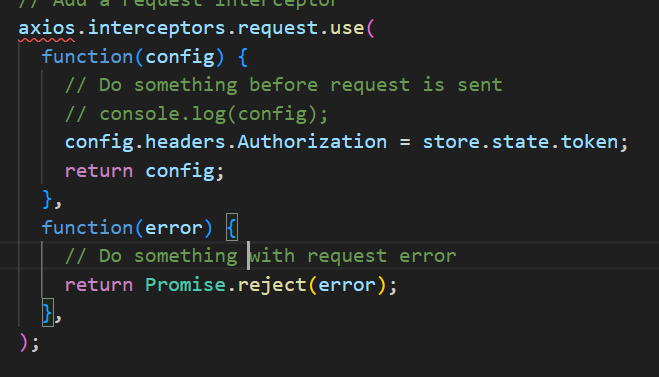 // Add a request interceptor
axios.interceptors.request.use(
  function(config) {
    // Do something before request is sent
    // console.log(config);
    config.headers.Authorization = store.state.token;
    return config;
  },
  function(error) {
    // Do something with request error
    return Promise.reject(error);
  },
);